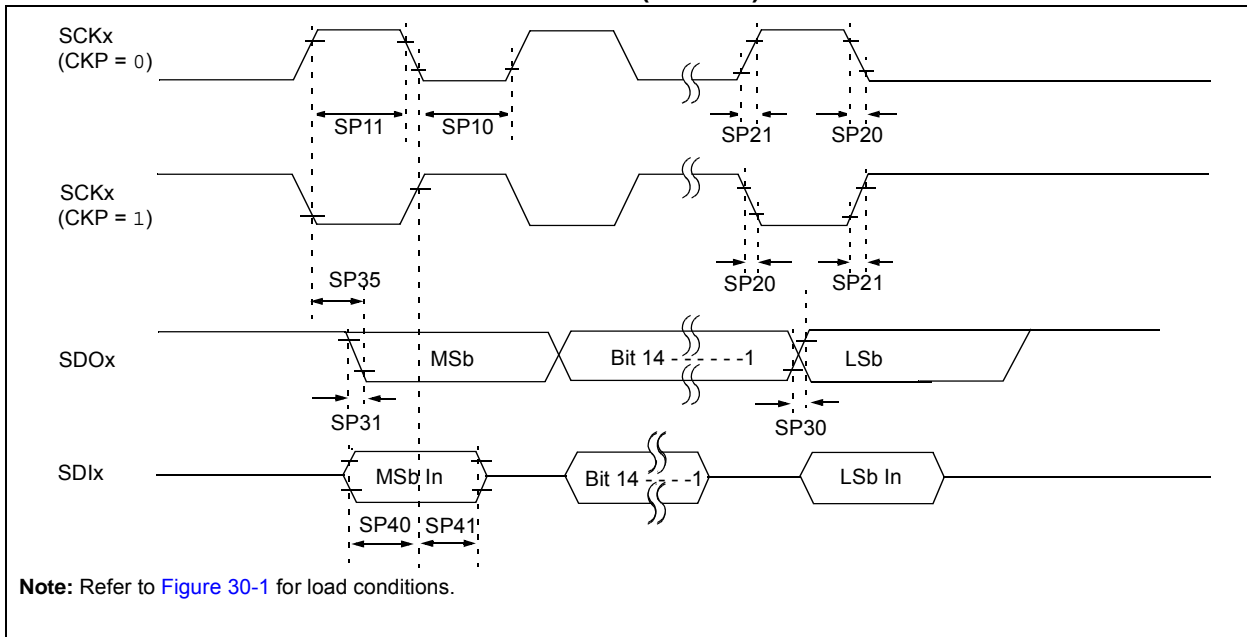 SCKx
(CKP = 0)
SP11
SP10
SP21
SP20
SCKx
(CKP = 1)
SP35
SP20
SP21
SDOx
MSb
Bit 14 - - - - - -1
LSb
SP31
SP30
SDIx
MSb In
Bit 14 - - - -1
LSb In
SP40
SP41
Note: Refer to Figure 30-1 for load conditions.